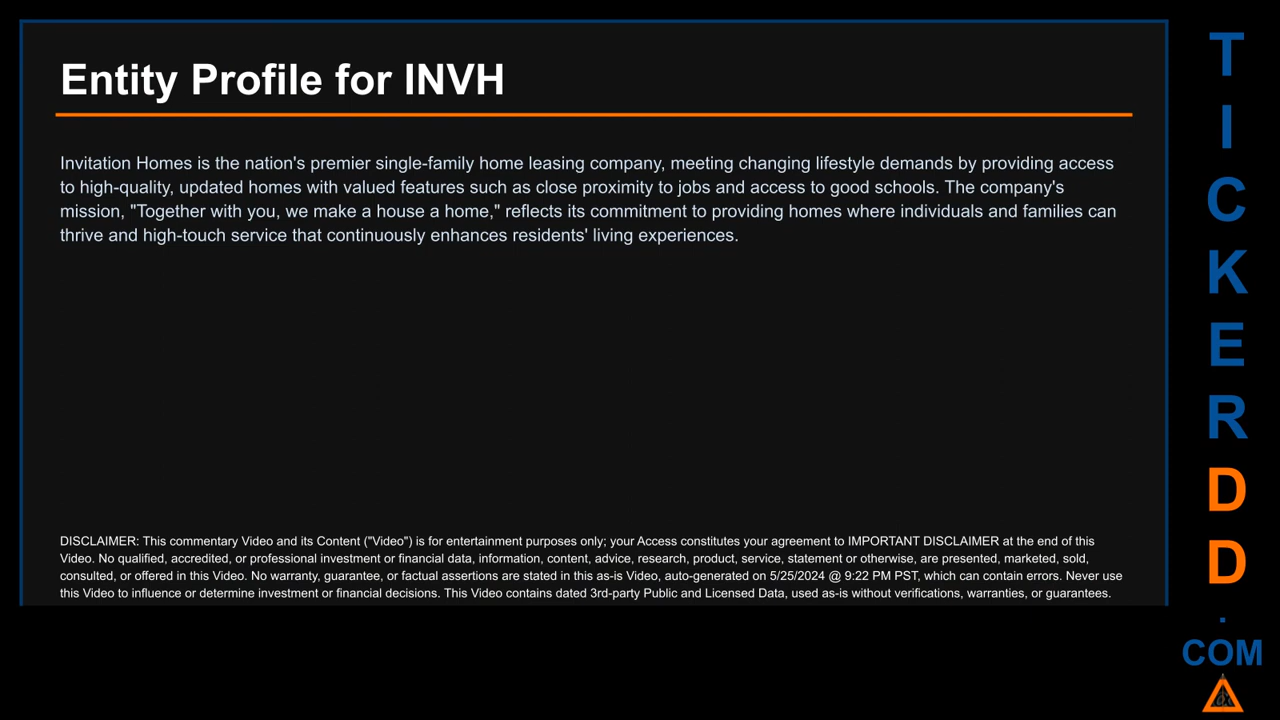 Entity Profile for INVH
Invitation Homes is the nation's premier single-family home leasing company, meeting changing lifestyle demands by providing access
to high-quality, updated homes with valued features such as close proximity to jobs and access to good schools. The company's
mission, "Together with you, we make a house a home," reflects its commitment to providing homes where individuals and families can
thrive and high-touch service that continuously enhances residents' living experiences.
DISCLAIMER: This commentary Video and its Content ("Video") is for entertainment purposes only; your Access constitutes your agreement to IMPORTANT DISCLAIMER at the end of this
Video. No qualified, accredited, or professional investment or financial data, information, content, advice, research, product, service, statement or otherwise, are presented, marketed, sold,
consulted, or offered in this Video. No warranty, guarantee, or factual assertions are stated in this as-is Video, auto-generated on 5/25/2024 @ 9:22 PM PST, which can contain errors. Never use
this Video to influence or determine investment or financial decisions. This Video contains dated 3rd-party Public and Licensed Data, used as-is without verifications, warranties, or guarantees.
T
I
C
K
E
R
D
D
.
COM